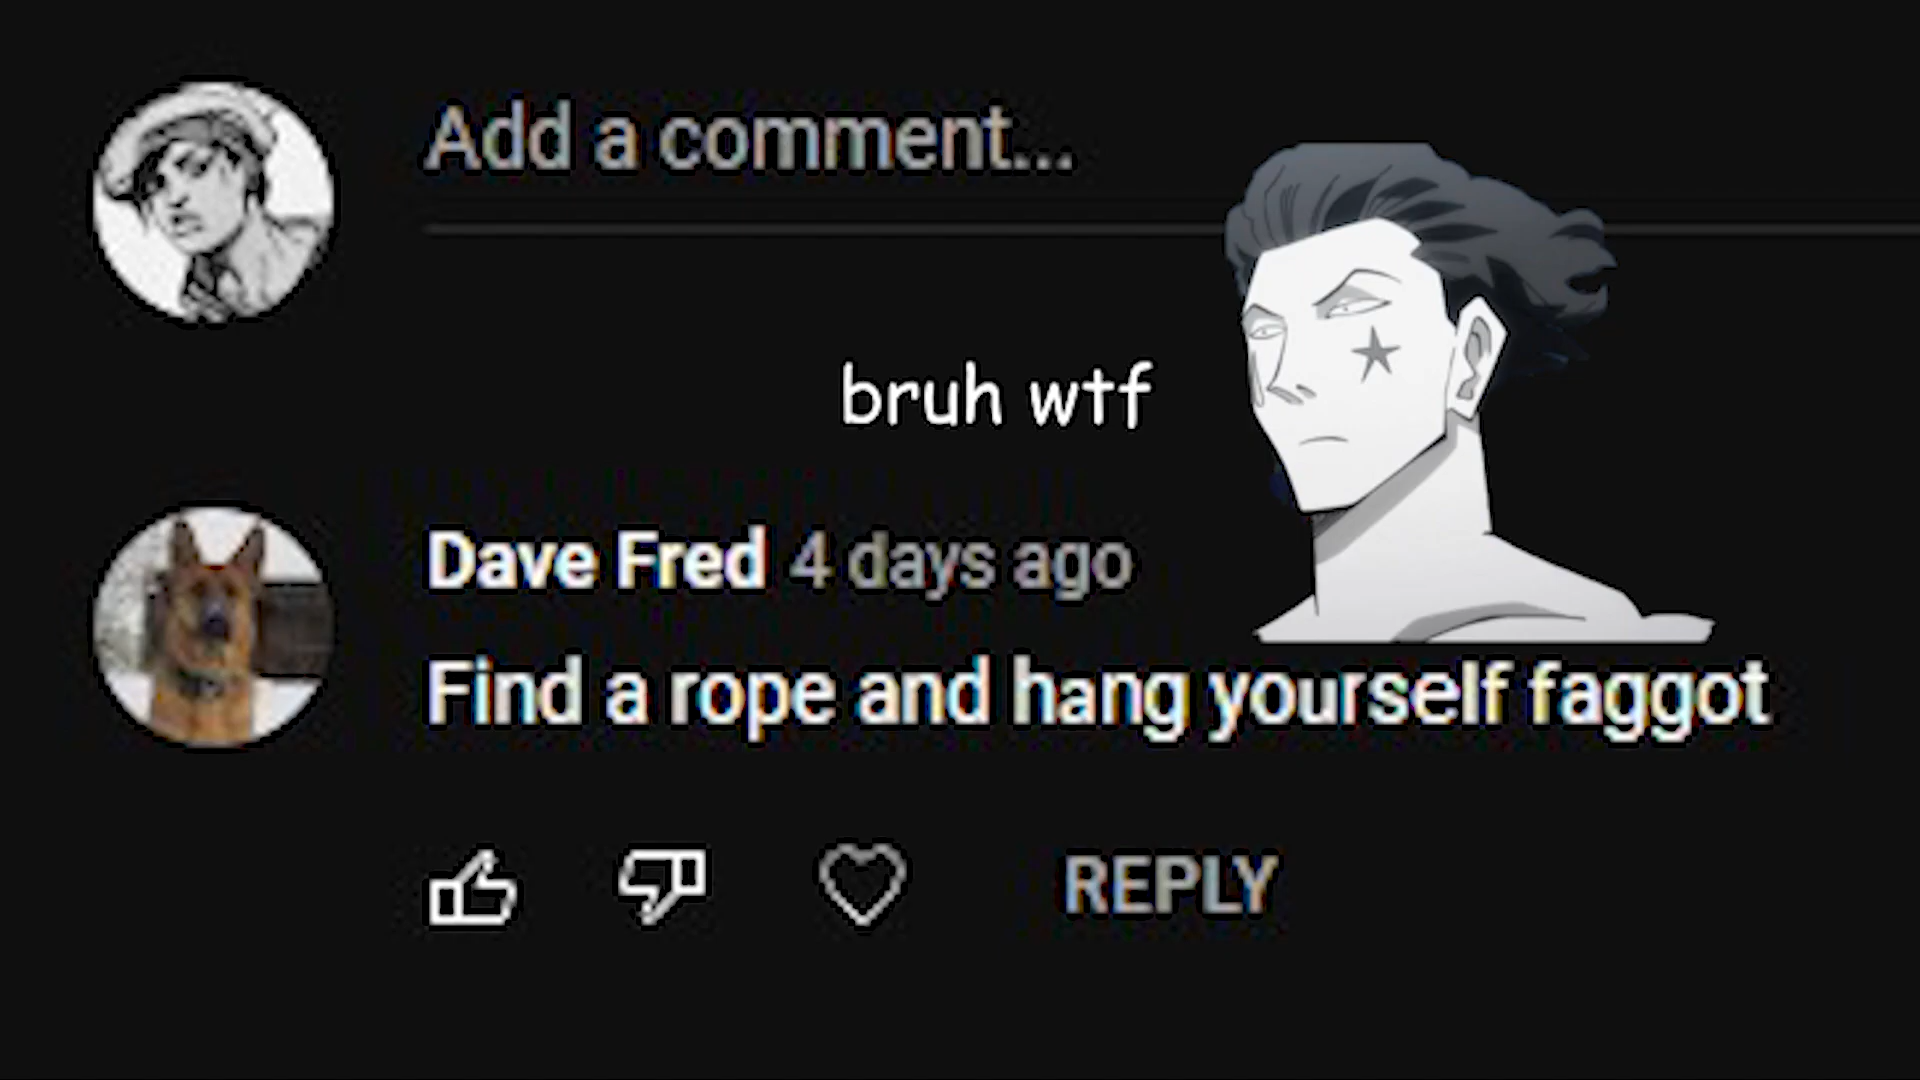 Add a comment...
bruh wtf
Dave Fred 4 days ago
Find a rope and hang yourself faggot
REPLY